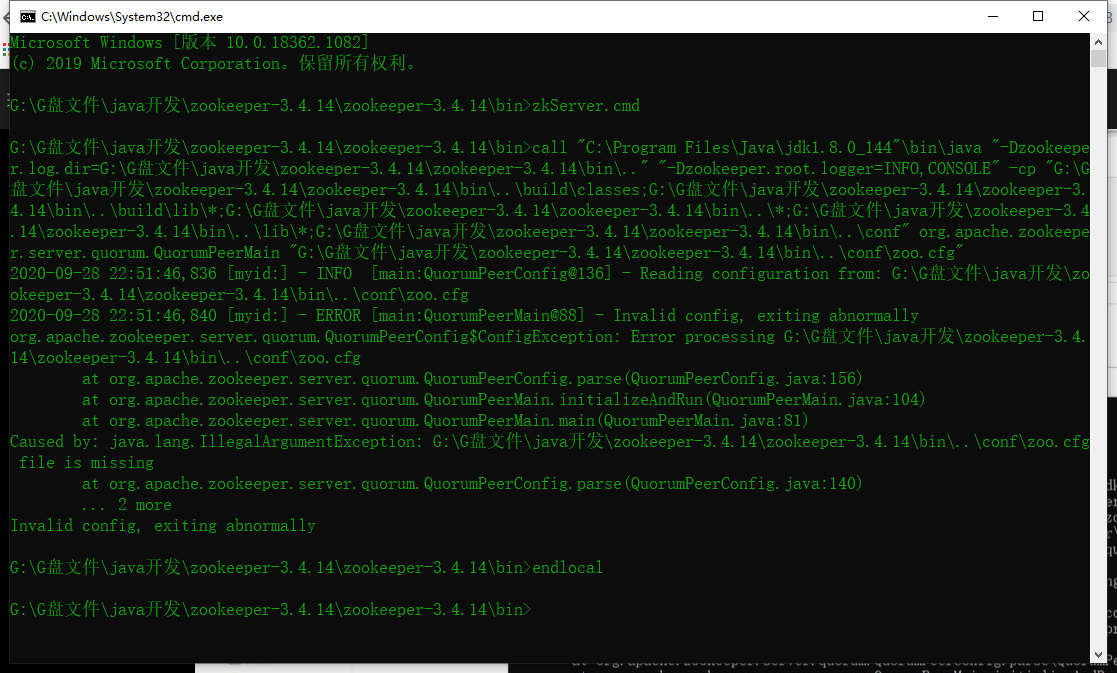 C:\Windows\System32\cmd.exe
Microsoft Windows [版本 10.0.18362.1082]
(c) 2019 Microsoft Corporation。保留所有权利。
G:\G盘文件\java开发\zookeeper-3.4.14\zookeeper-3.4.14\bin>zkServer.cmd
G:\G盘文件\java开发\zookeeper-3.4.14\zookeeper-3.4.14\bin>call "C:\Program Files\Java\jdk1.8.0_144"\bin\java "-Dzookeepe
r.log.dir=G:\G盘文件\java开发\zookeeper-3.4.14\zookeeper-3.4.14\bin\.." "-Dzookeeper.root.logger=INFO,CONSOLE" -cp "G:\G
盘文件\java开发\zookeeper-3.4.14\zookeeper-3.4.14\bin\..\build\classes;G:\G盘文件\java开发\zookeeper-3.4.14\zookeeper-3.
4.14\bin\..\build\lib\*;G:\G盘文件\java开发\zookeeper-3.4.14\zookeeper-3.4.14\bin\..\*;G:\G盘文件\java开发\zookeeper-3.4
.14\zookeeper-3.4.14\bin\..\lib\*;G:\G盘文件\java开发\zookeeper-3.4.14\zookeeper-3.4.14\bin\..\conf" org.apache.zookeepe
r.server.quorum.QuorumPeerMain "G:\G盘文件\java开发\zookeeper-3.4.14\zookeeper-3.4.14\bin\..\conf\zoo.cfg"
2020-09-28 22:51:46,836 [myid:] - INFO  [main:QuorumPeerConfig@136] - Reading configuration from: G:\G盘文件\java开发\zo
okeeper-3.4.14\zookeeper-3.4.14\bin\..\conf\zoo.cfg
2020-09-28 22:51:46,840 [myid:] - ERROR [main:QuorumPeerMain@88] - Invalid config, exiting abnormally
org.apache.zookeeper.server.quorum.QuorumPeerConfig$ConfigException: Error processing G:\G盘文件\java开发\zookeeper-3.4.
14\zookeeper-3.4.14\bin\..\conf\zoo.cfg
at org.apache.zookeeper.server.quorum.QuorumPeerConfig.parse(QuorumPeerConfig.java:156)
at org.apache.zookeeper.server.quorum.QuorumPeerMain.initializeAndRun(QuorumPeerMain.java:104)
at org.apache.zookeeper.server.quorum.QuorumPeerMain.main(QuorumPeerMain.java:81)
Caused by: java.lang.IllegalArgumentException: G:\G盘文件\java开发\zookeeper-3.4.14\zookeeper-3.4.14\bin\..\conf\zoo.cfg
file is missing
at org.apache.zookeeper.server.quorum.QuorumPeerConfig.parse(QuorumPeerConfig.java:140)
... 2 more
Invalid config, exiting abnormally
G:\G盘文件\java开发\zookeeper-3.4.14\zookeeper-3.4.14\bin>endlocal
G:\G盘文件\java开发\zookeeper-3.4.14\zookeeper-3.4.14\bin>